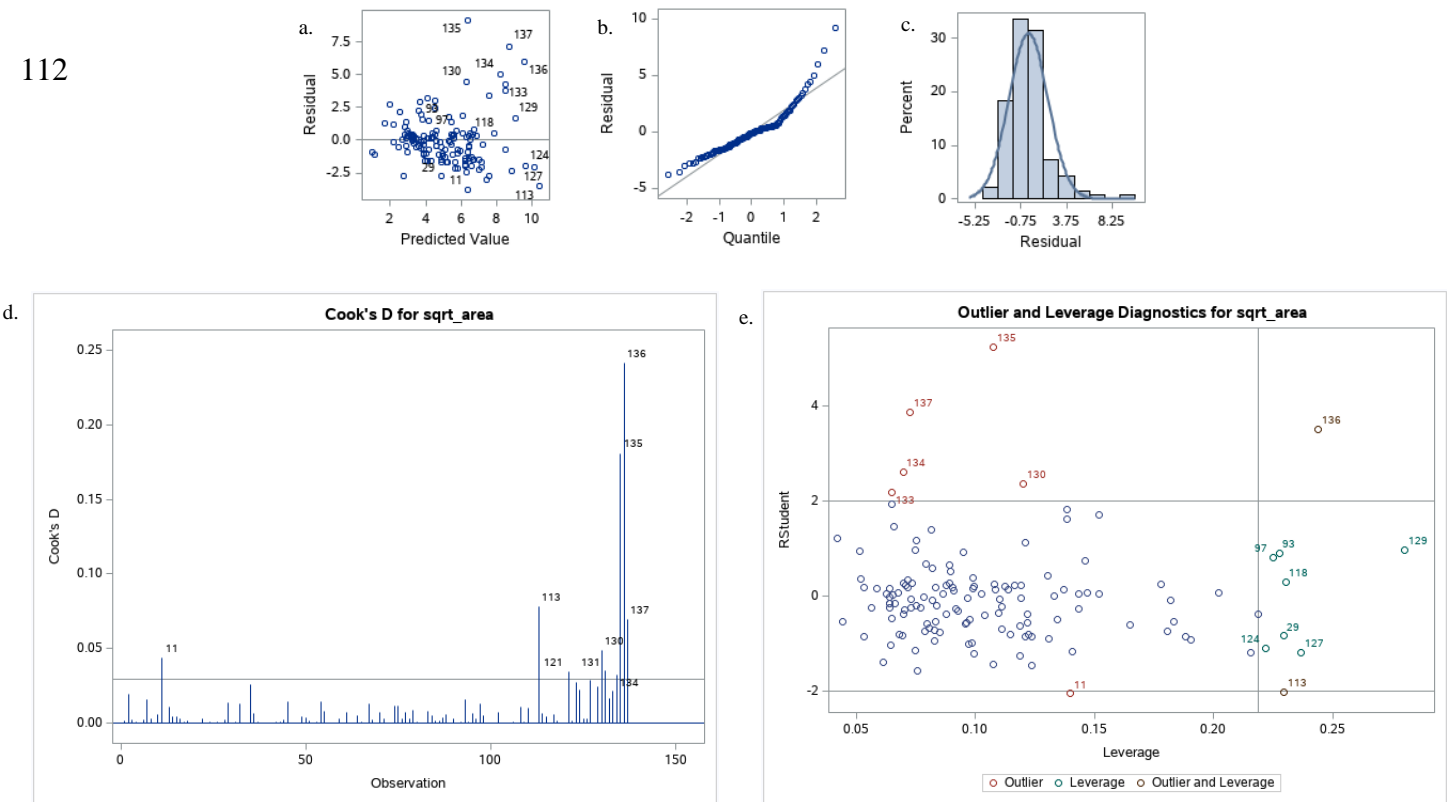 112
a.
7.5
5.0
2.5
0.0
-2.5
Residual
135
137
134
136
130
133
93
129
97
118
29
124
11
127
113
2 4 6 8 10
Predicted Value
b.
10
5
0
-5
Residual
-2 -1 0 1 2
Quantile
c.
30
20
10
0
Percent
-5.25 -0.75 3.75 8.25
Residual
d.
Cook's D for sqrt_area
0.25
0.20
0.15
0.10
0.05
0.00
Cook's D
136
135
113
137
130
11
121
131
134
0 50 100 150
Observation
e.
Outlier and Leverage Diagnostics for sqrt_area
4
2
0
-2
RStudent
135
137
136
134
130
133
97
93
129
118
29
124
127
11
113
0.05 0.10 0.15 0.20 0.25
Leverage
Outlier Leverage Outlier and Leverage